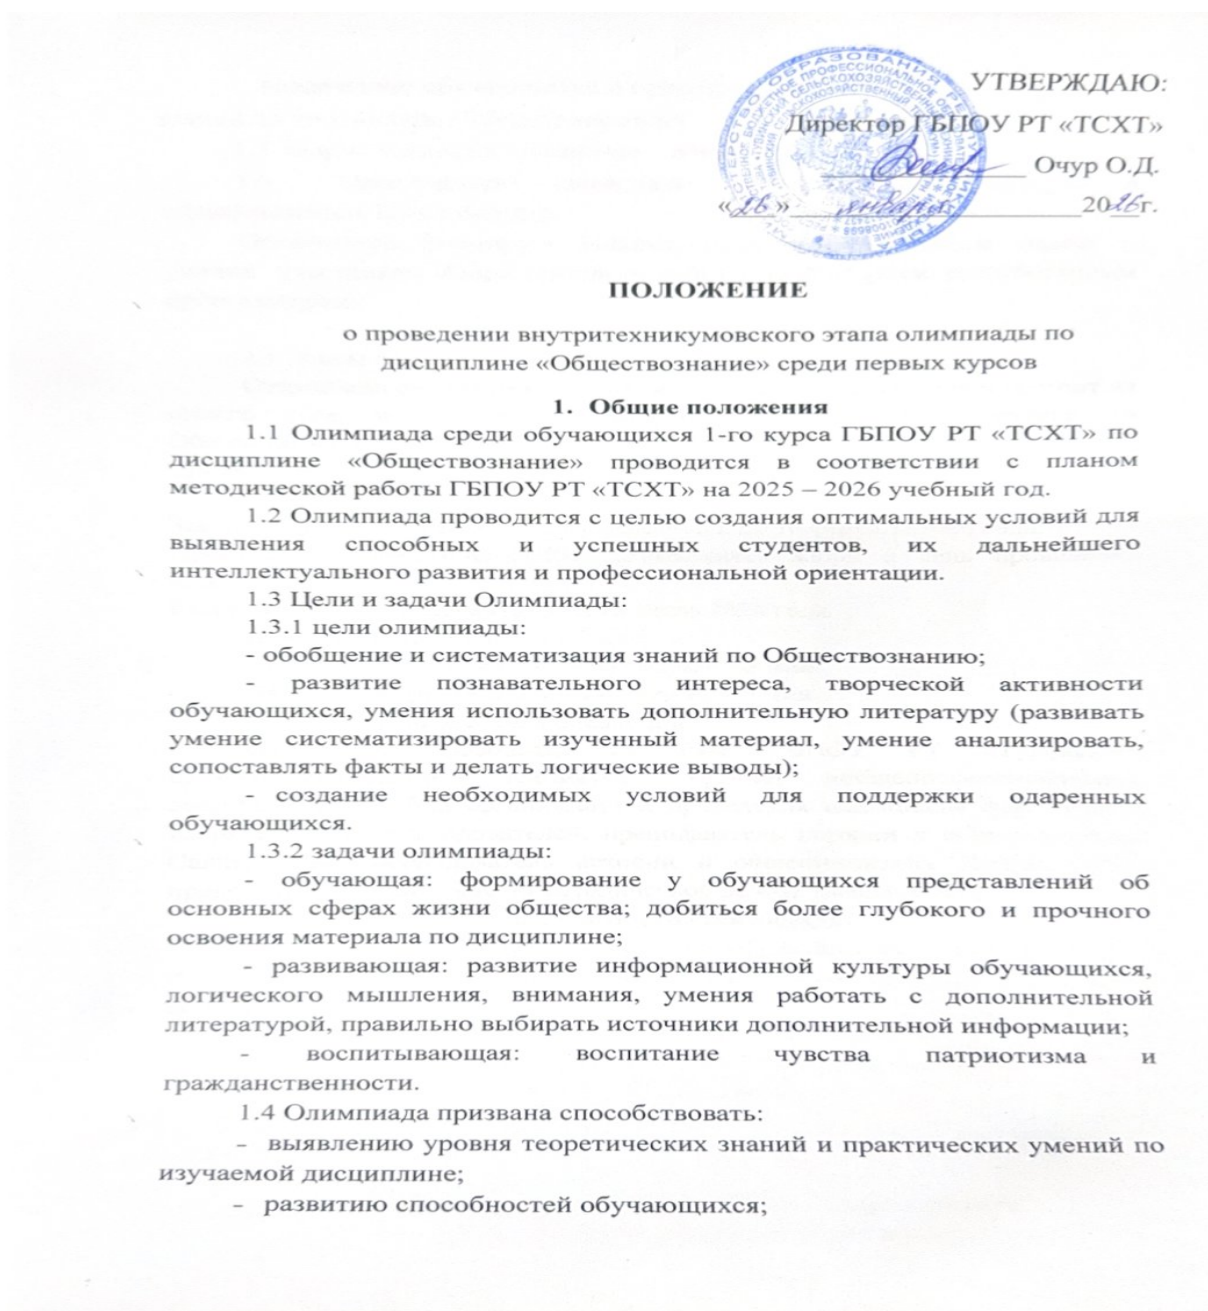 УТВЕРЖДАЮ:
Директор ГБПОУ РТ «ТСХТ»
Очур О.Д.
«26» января 2026г.
ПОЛОЖЕНИЕ
о проведении внутритехникумовского этапа олимпиады по
дисциплине «Обществознание» среди первых курсов
1. Общие положения
1.1 Олимпиада среди обучающихся 1-го курса ГБПОУ РТ «ТСХТ» по
дисциплине «Обществознание» проводится в соответствии с планом
методической работы ГБПОУ РТ «ТСХТ» на 2025 – 2026 учебный год.
1.2 Олимпиада проводится с целью создания оптимальных условий для
выявления способных и успешных студентов, их дальнейшего
интеллектуального развития и профессиональной ориентации.
1.3 Цели и задачи Олимпиады:
1.3.1 цели олимпиады:
- обобщение и систематизация знаний по Обществознанию;
- развитие познавательного интереса, творческой активности
обучающихся, умения использовать дополнительную литературу (развивать
умение систематизировать изученный материал, умение анализировать,
сопоставлять факты и делать логические выводы);
- создание необходимых условий для поддержки одаренных
обучающихся.
1.3.2 задачи олимпиады:
- обучающая: формирование у обучающихся представлений об
основных сферах жизни общества; добиться более глубокого и прочного
освоения материала по дисциплине;
- развивающая: развитие информационной культуры обучающихся,
логического мышления, внимания, умения работать с дополнительной
литературой, правильно выбирать источники дополнительной информации;
- воспитывающая: воспитание чувства патриотизма и
гражданственности.
1.4 Олимпиада призвана способствовать:
- выявлению уровня теоретических знаний и практических умений по
изучаемой дисциплине;
- развитию способностей обучающихся;